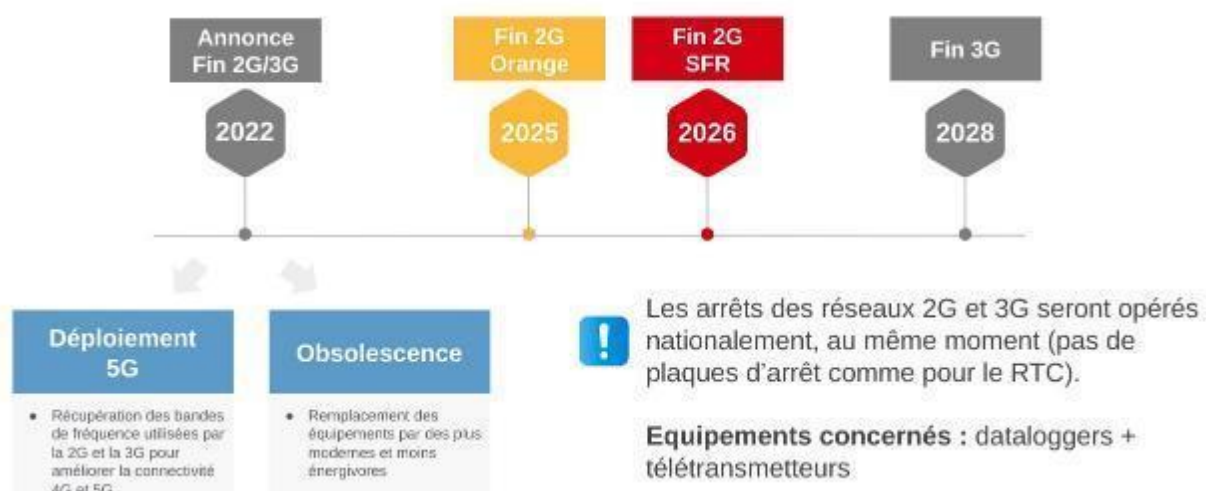 Annonce
Fin 2G/3G
Fin 2G
Orange
Fin 2G
SFR
Fin 3G
2022
2025
2026
2028
Déploiement
5G
• Récupération des bandes
de fréquence utilisées par
la 2G et la 3G pour
améliorer la connectivité
4G et 5G
Obsolescence
• Remplacement des
équipements par des plus
modernes et moins
énergivores
!
Les arrêts des réseaux 2G et 3G seront opérés
nationalement, au même moment (pas de
plaques d'arrêt comme pour le RTC).
Equipements concernés : dataloggers +
télétransmetteurs